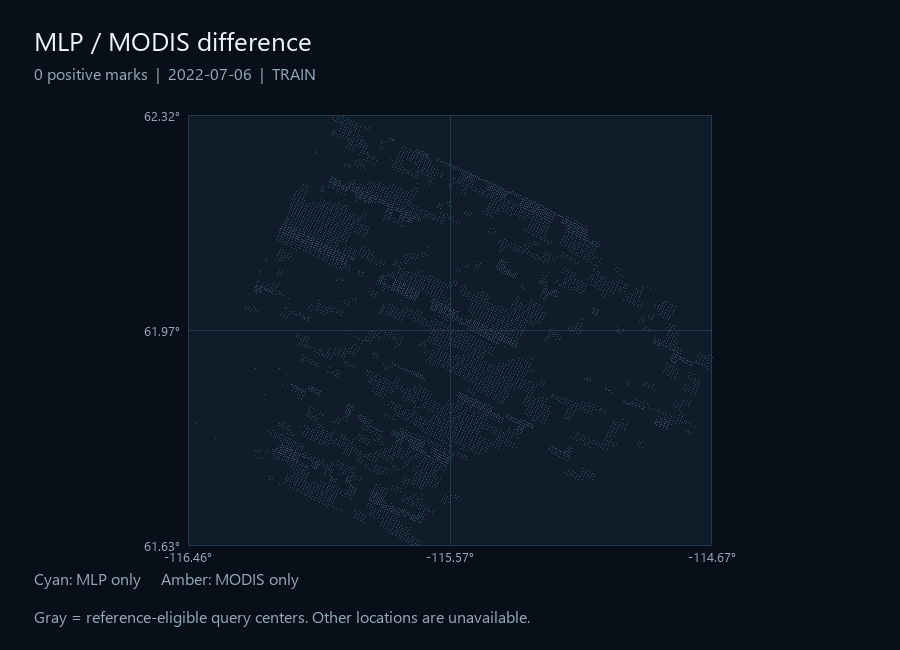 MLP / MODIS difference
0 positive marks | 2022-07-06 | TRAIN
62.32°
61.97°
61.63°
-116.46° -115.57° -114.67°
Cyan: MLP only Amber: MODIS only
Gray = reference-eligible query centers. Other locations are unavailable.